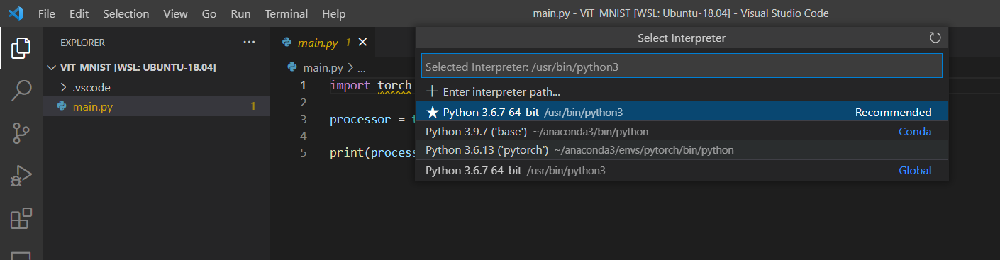 File Edit Selection View Go Run Terminal Help main.py - ViT_MNIST [WSL: Ubuntu-18.04] - Visual Studio Code
EXPLORER ...
VIT_MNIST [WSL: UBUNTU-18.04]
.vscode
main.py 1
main.py 1
main.py > ...
1 import torch
2
3 processor =
4
5 print(
Select Interpreter
Selected Interpreter: /usr/bin/python3
+ Enter interpreter path...
★ Python 3.6.7 64-bit /usr/bin/python3 Recommended
Python 3.9.7 ('base') ~/anaconda3/bin/python Conda
Python 3.6.13 ('pytorch') ~/anaconda3/envs/pytorch/bin/python
Python 3.6.7 64-bit /usr/bin/python3 Global